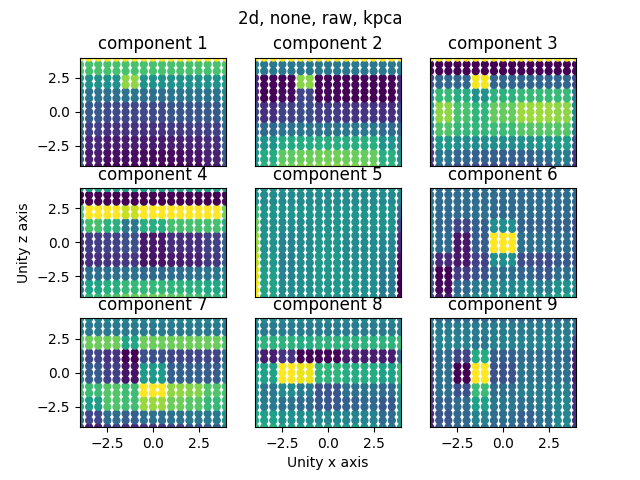 2d, none, raw, kpca
component 1
component 2
component 3
2.5
0.0
−2.5
component 4
component 5
component 6
2.5
0.0
−2.5
Unity z axis
component 7
component 8
component 9
2.5
0.0
−2.5
−2.5 0.0 2.5
−2.5 0.0 2.5
−2.5 0.0 2.5
Unity x axis